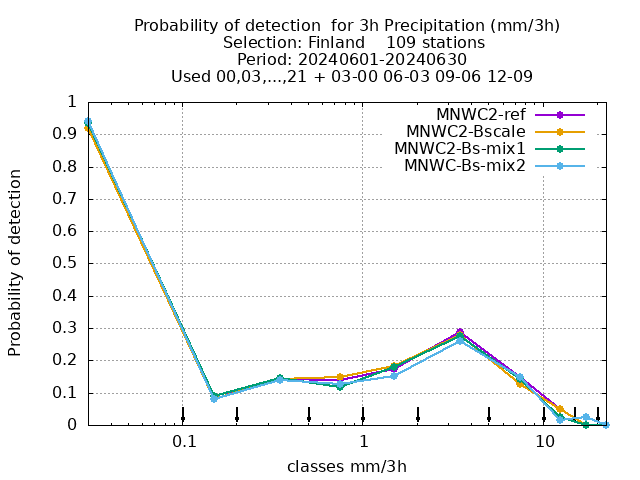 Probability of detection  for 3h Precipitation (mm/3h)
Selection: Finland    109 stations
Period: 20240601-20240630
Used 00,03,...,21 + 03-00 06-03 09-06 12-09
MNWC2-ref
MNWC2-Bscale
MNWC2-Bs-mix1
MNWC-Bs-mix2
Probability of detection
1
0.9
0.8
0.7
0.6
0.5
0.4
0.3
0.2
0.1
0
0.1
1
10
classes mm/3h